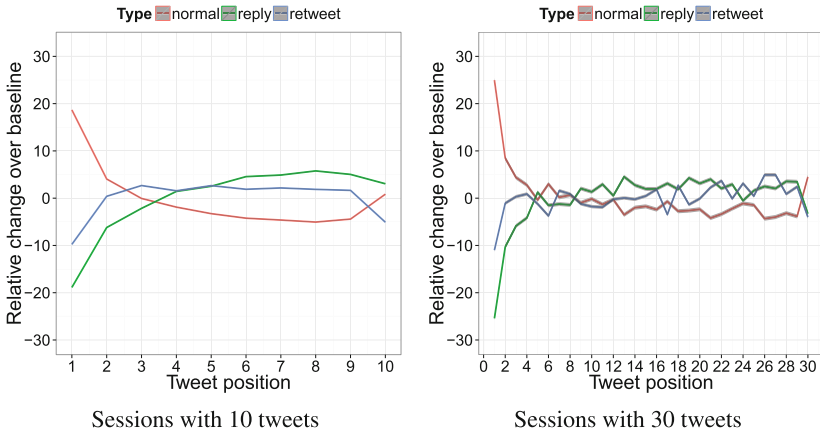 Type normal reply retweet
Relative change over baseline
30
20
10
0
−10
−20
−30
1 2 3 4 5 6 7 8 9 10
Tweet position
Sessions with 10 tweets
Type normal reply retweet
Relative change over baseline
30
20
10
0
−10
−20
−30
0 2 4 6 8 10 12 14 16 18 20 22 24 26 28 30
Tweet position
Sessions with 30 tweets